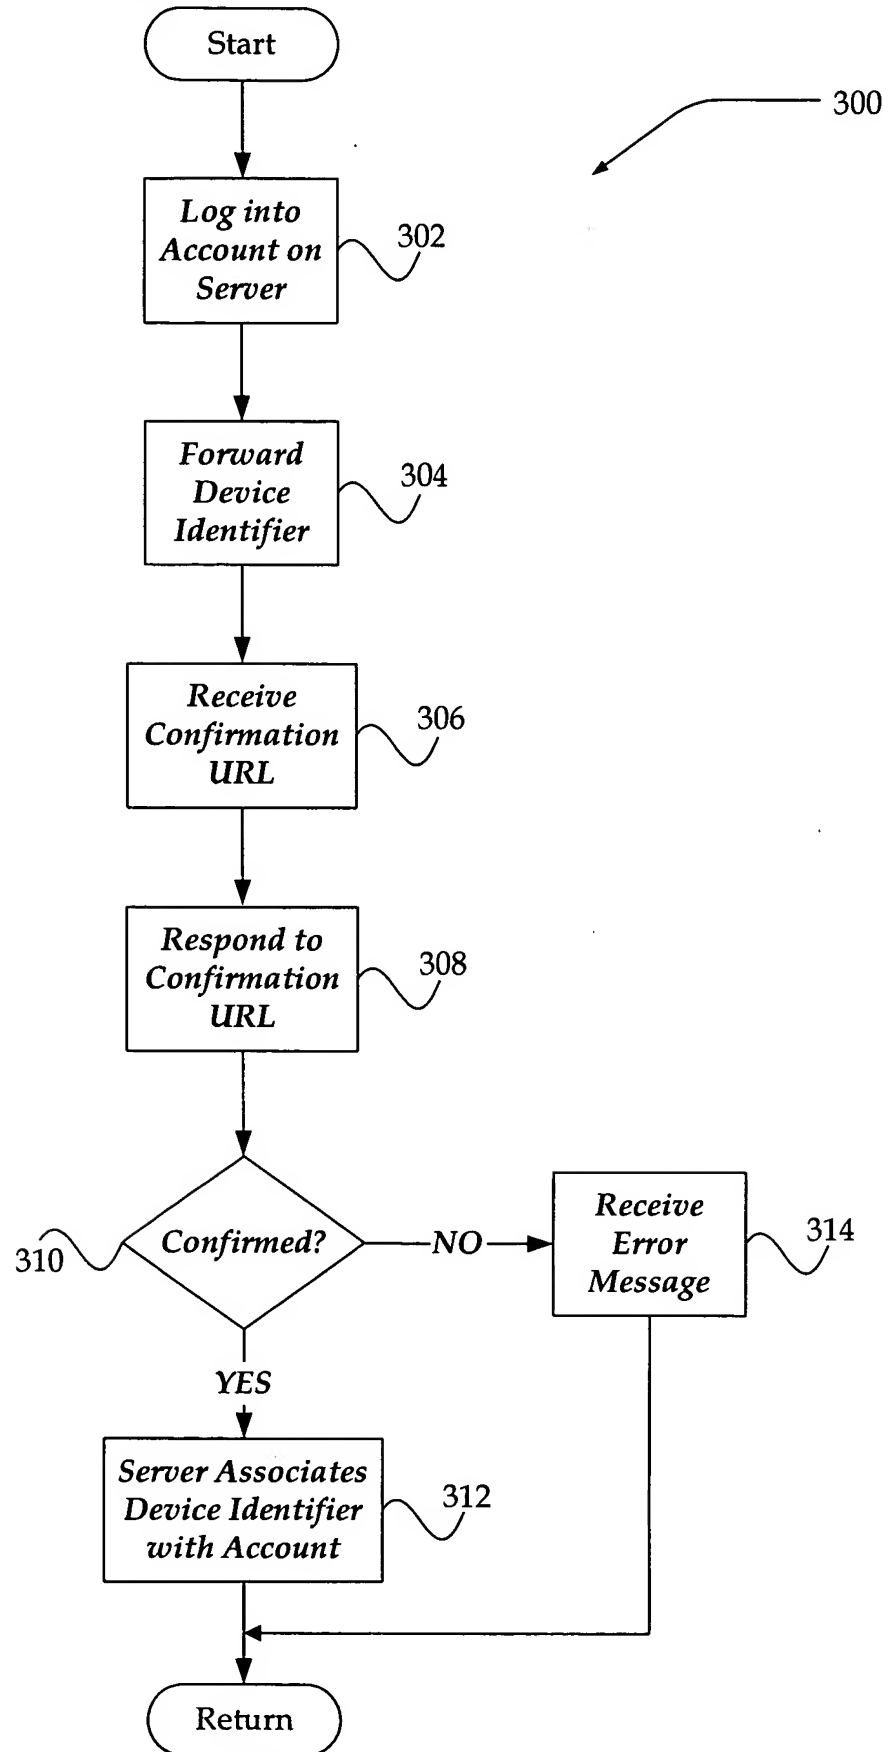 Start
300
Log into
Account on
Server
302
Forward
Device
Identifier
304
Receive
Confirmation
URL
306
Respond to
Confirmation
URL
308
310
Confirmed?
NO
Receive
Error
Message
314
YES
Server Associates
Device Identifier
with Account
312
Return